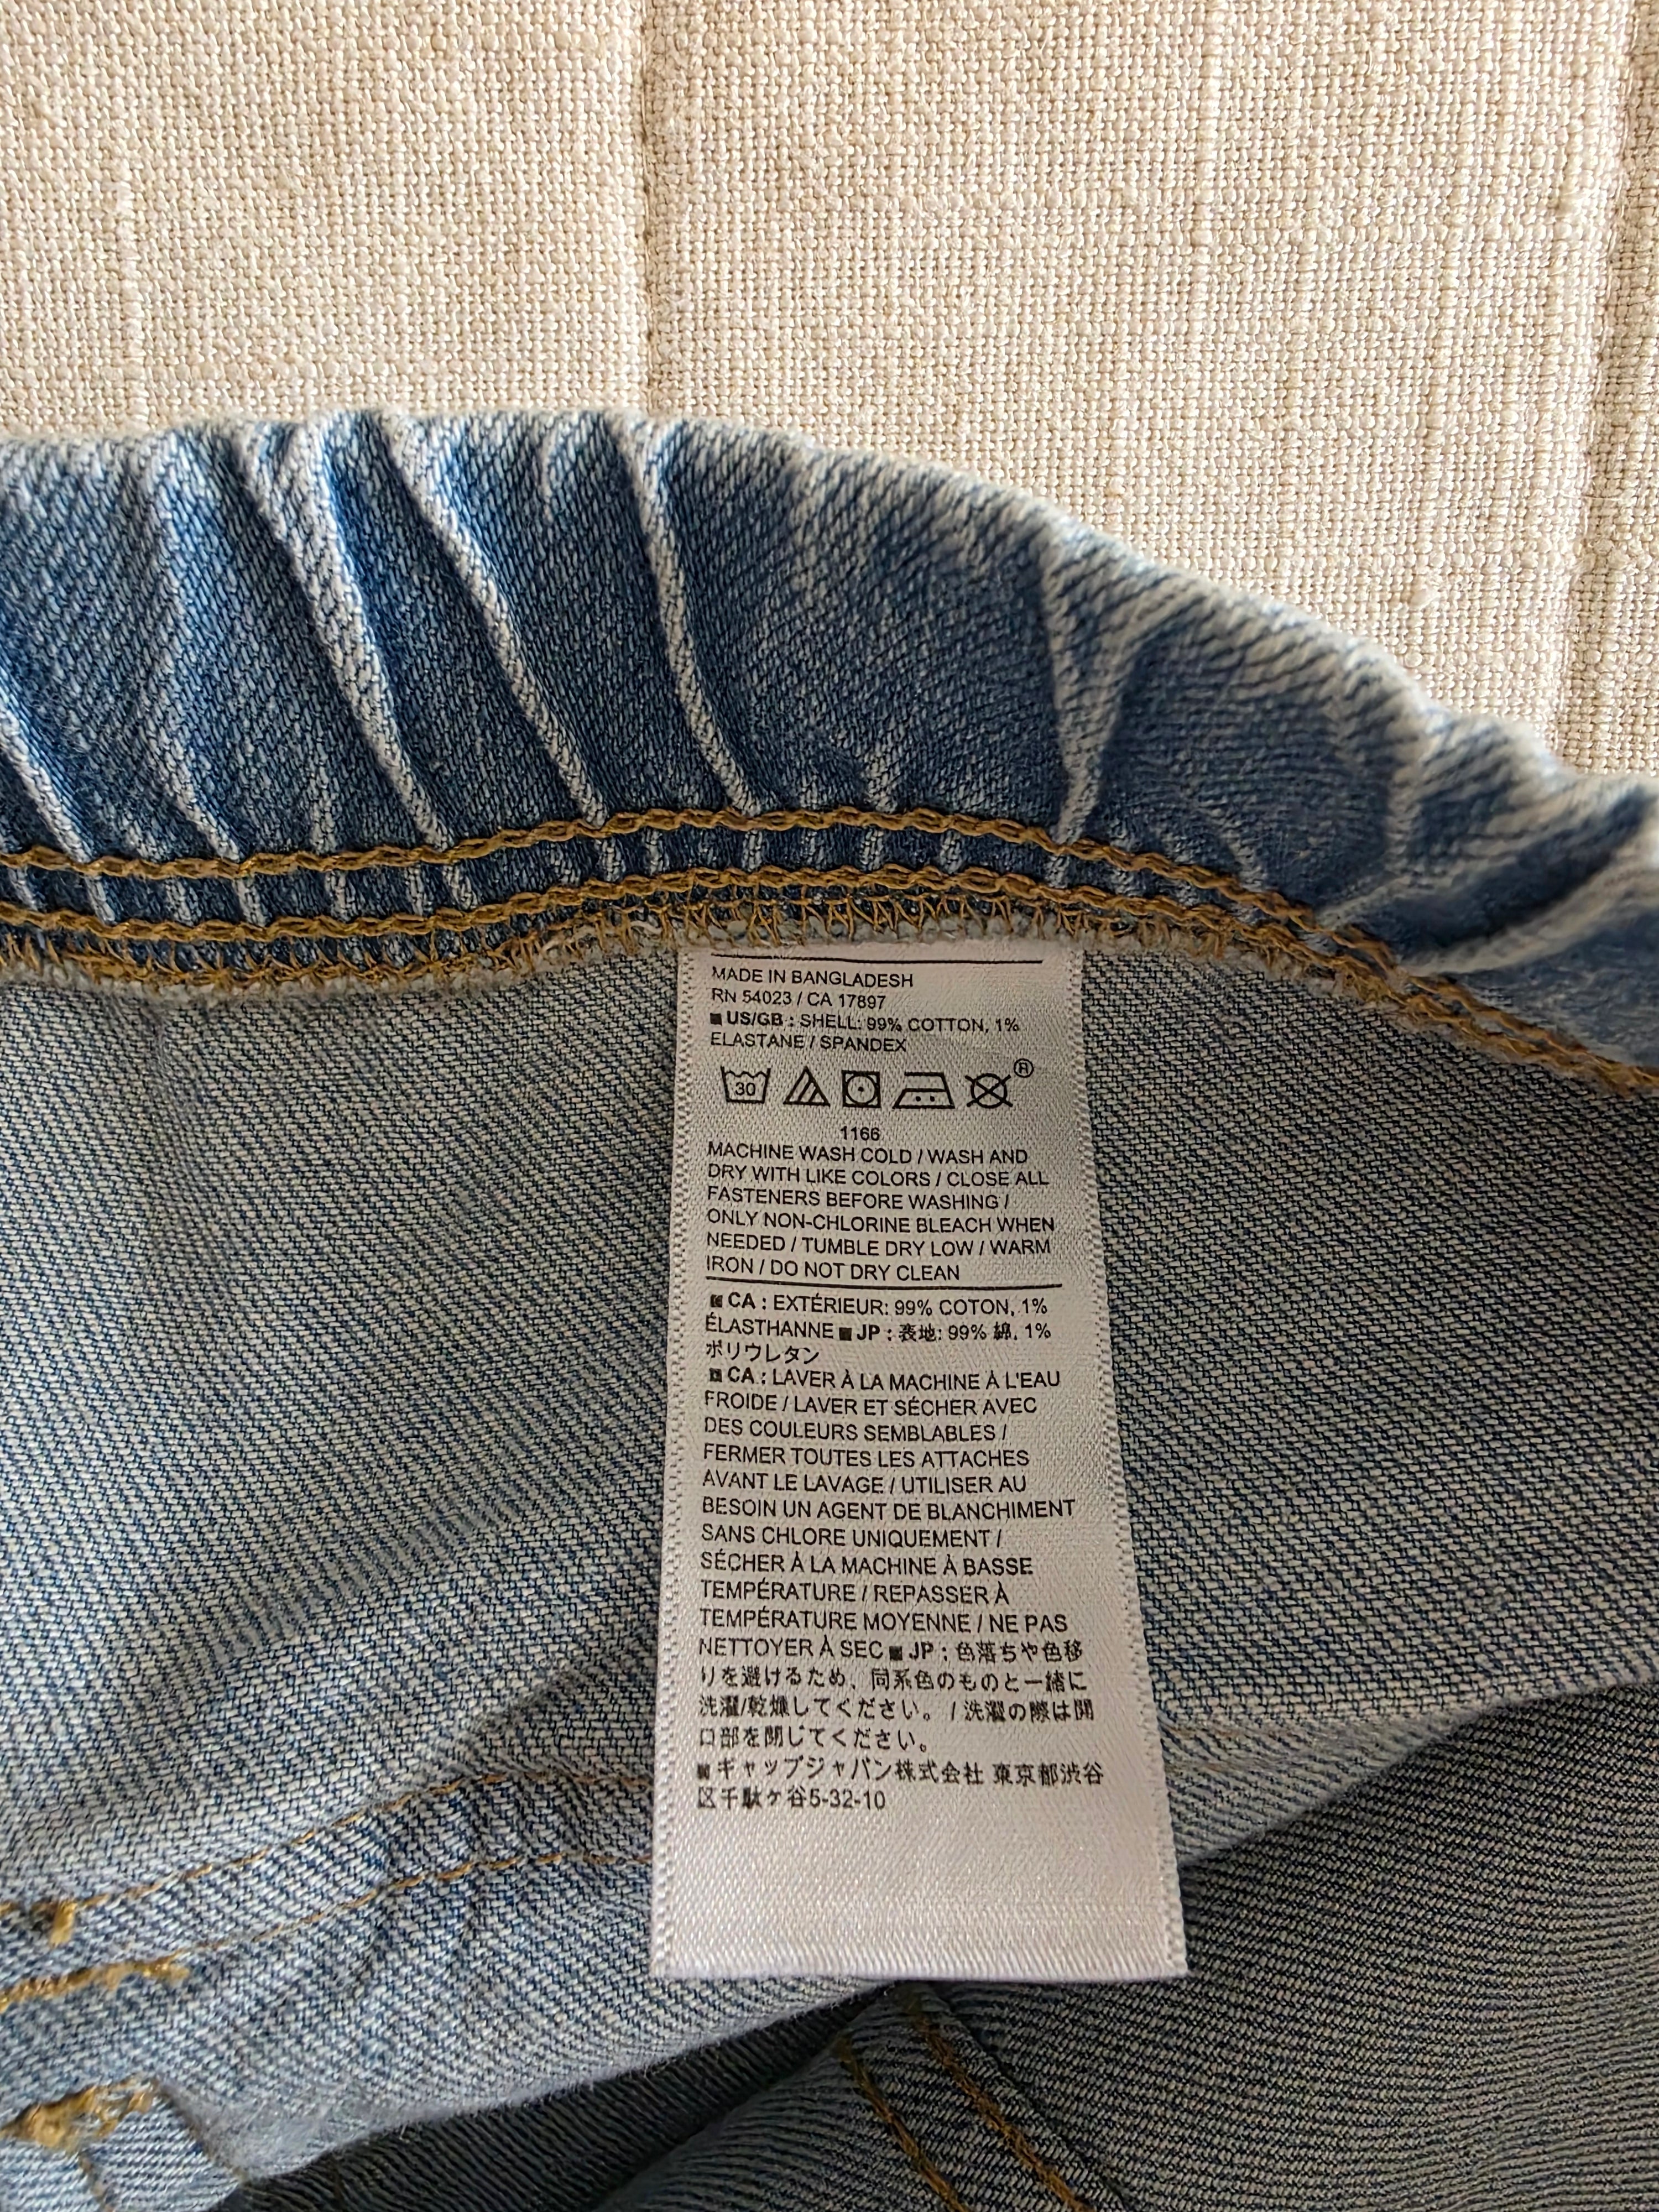 MADE IN BANGLADESH
RN 54023 / CA 17897
■ US/GB : SHELL: 99% COTTON, 1%
ELASTANE / SPANDEX
30
®
1166
MACHINE WASH COLD / WASH AND
DRY WITH LIKE COLORS / CLOSE ALL
FASTENERS BEFORE WASHING /
ONLY NON-CHLORINE BLEACH WHEN
NEEDED / TUMBLE DRY LOW / WARM
IRON / DO NOT DRY CLEAN
■ CA : EXTÉRIEUR: 99% COTON, 1%
ÉLASTHANNE ■ JP : 表地: 99% 綿, 1%
ポリウレタン
■ CA : LAVER À LA MACHINE À L'EAU
FROIDE / LAVER ET SÉCHER AVEC
DES COULEURS SEMBLABLES /
FERMER TOUTES LES ATTACHES
AVANT LE LAVAGE / UTILISER AU
BESOIN UN AGENT DE BLANCHIMENT
SANS CHLORE UNIQUEMENT /
SÉCHER À LA MACHINE À BASSE
TEMPÉRATURE / REPASSER À
TEMPÉRATURE MOYENNE / NE PAS
NETTOYER À SEC ■ JP : 色落ちや色移
りを避けるため、同系色のものと一緒に
洗濯/乾燥してください。 / 洗濯の際は開
口部を閉じてください。
■ ギャップジャパン株式会社 東京都渋谷
区千駄ケ谷5-32-10